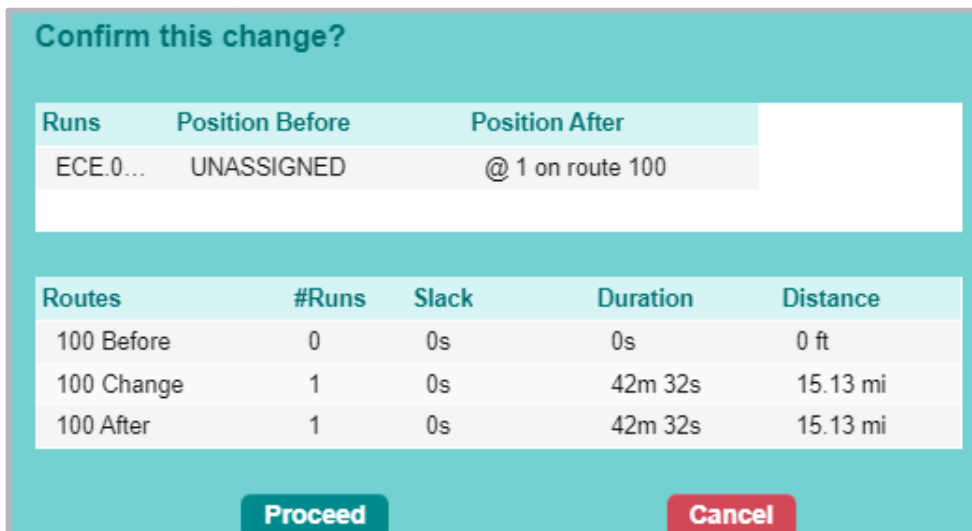 Confirm this change?
Runs Position Before Position After
ECE.0... UNASSIGNED @ 1 on route 100
Routes #Runs Slack Duration Distance
100 Before 0 0s 0s 0 ft
100 Change 1 0s 42m 32s 15.13 mi
100 After 1 0s 42m 32s 15.13 mi
Proceed Cancel